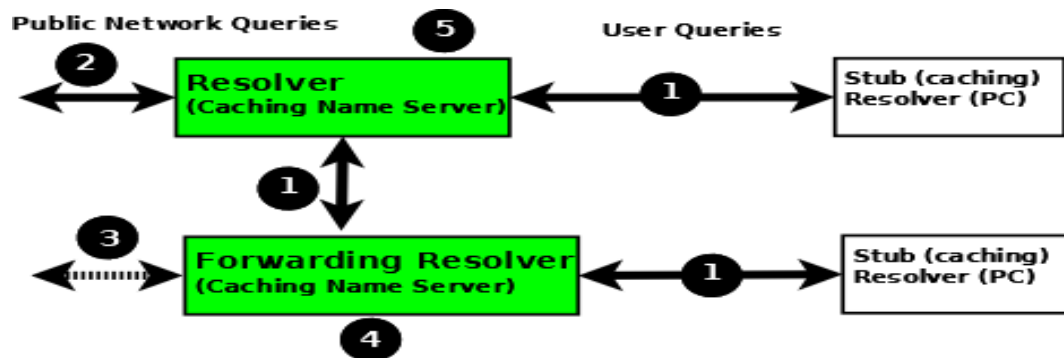 Public Network Queries
5
User Queries
2
Resolver
(Caching Name Server)
1
Stub (caching)
Resolver (PC)
1
3
Forwarding Resolver
(Caching Name Server)
1
Stub (caching)
Resolver (PC)
4